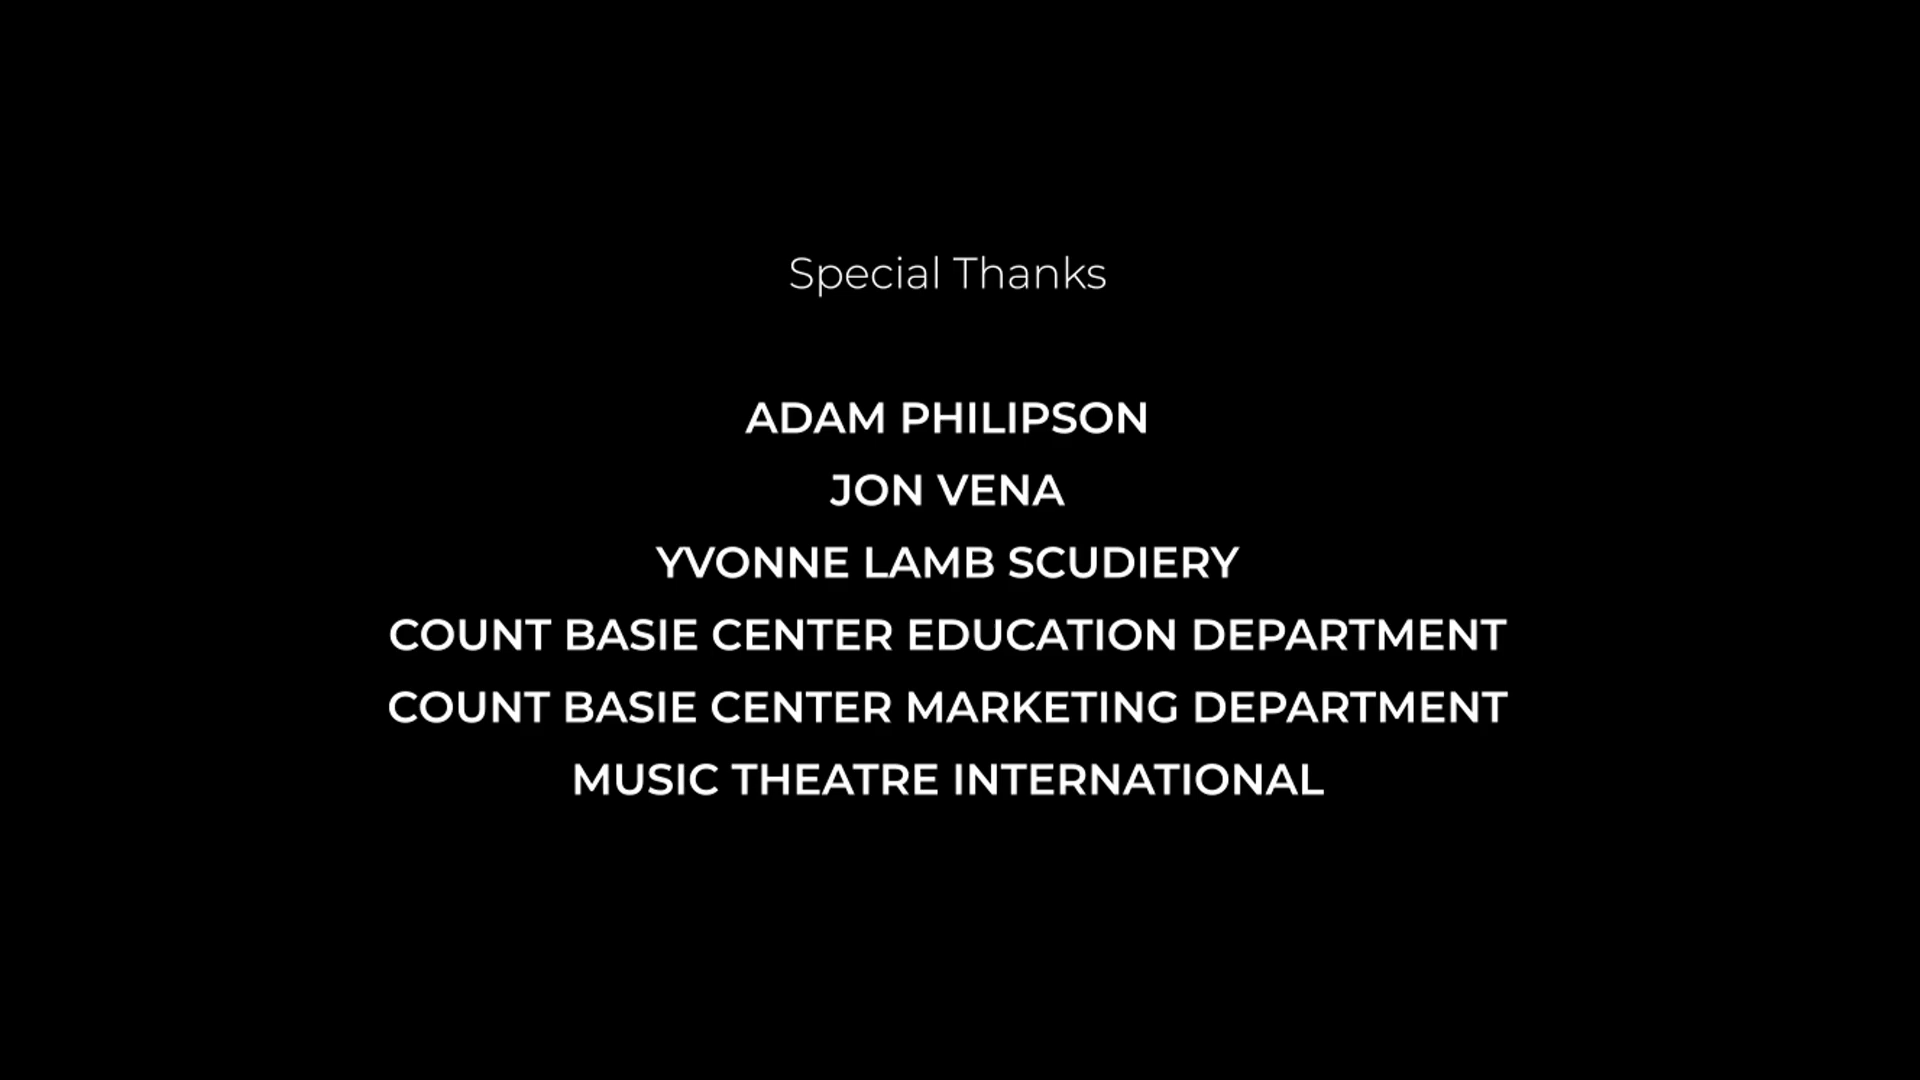 Special Thanks
ADAM PHILIPSON
JON VENA
YVONNE LAMB SCUDIERY
COUNT BASIE CENTER EDUCATION DEPARTMENT
COUNT BASIE CENTER MARKETING DEPARTMENT
MUSIC THEATRE INTERNATIONAL